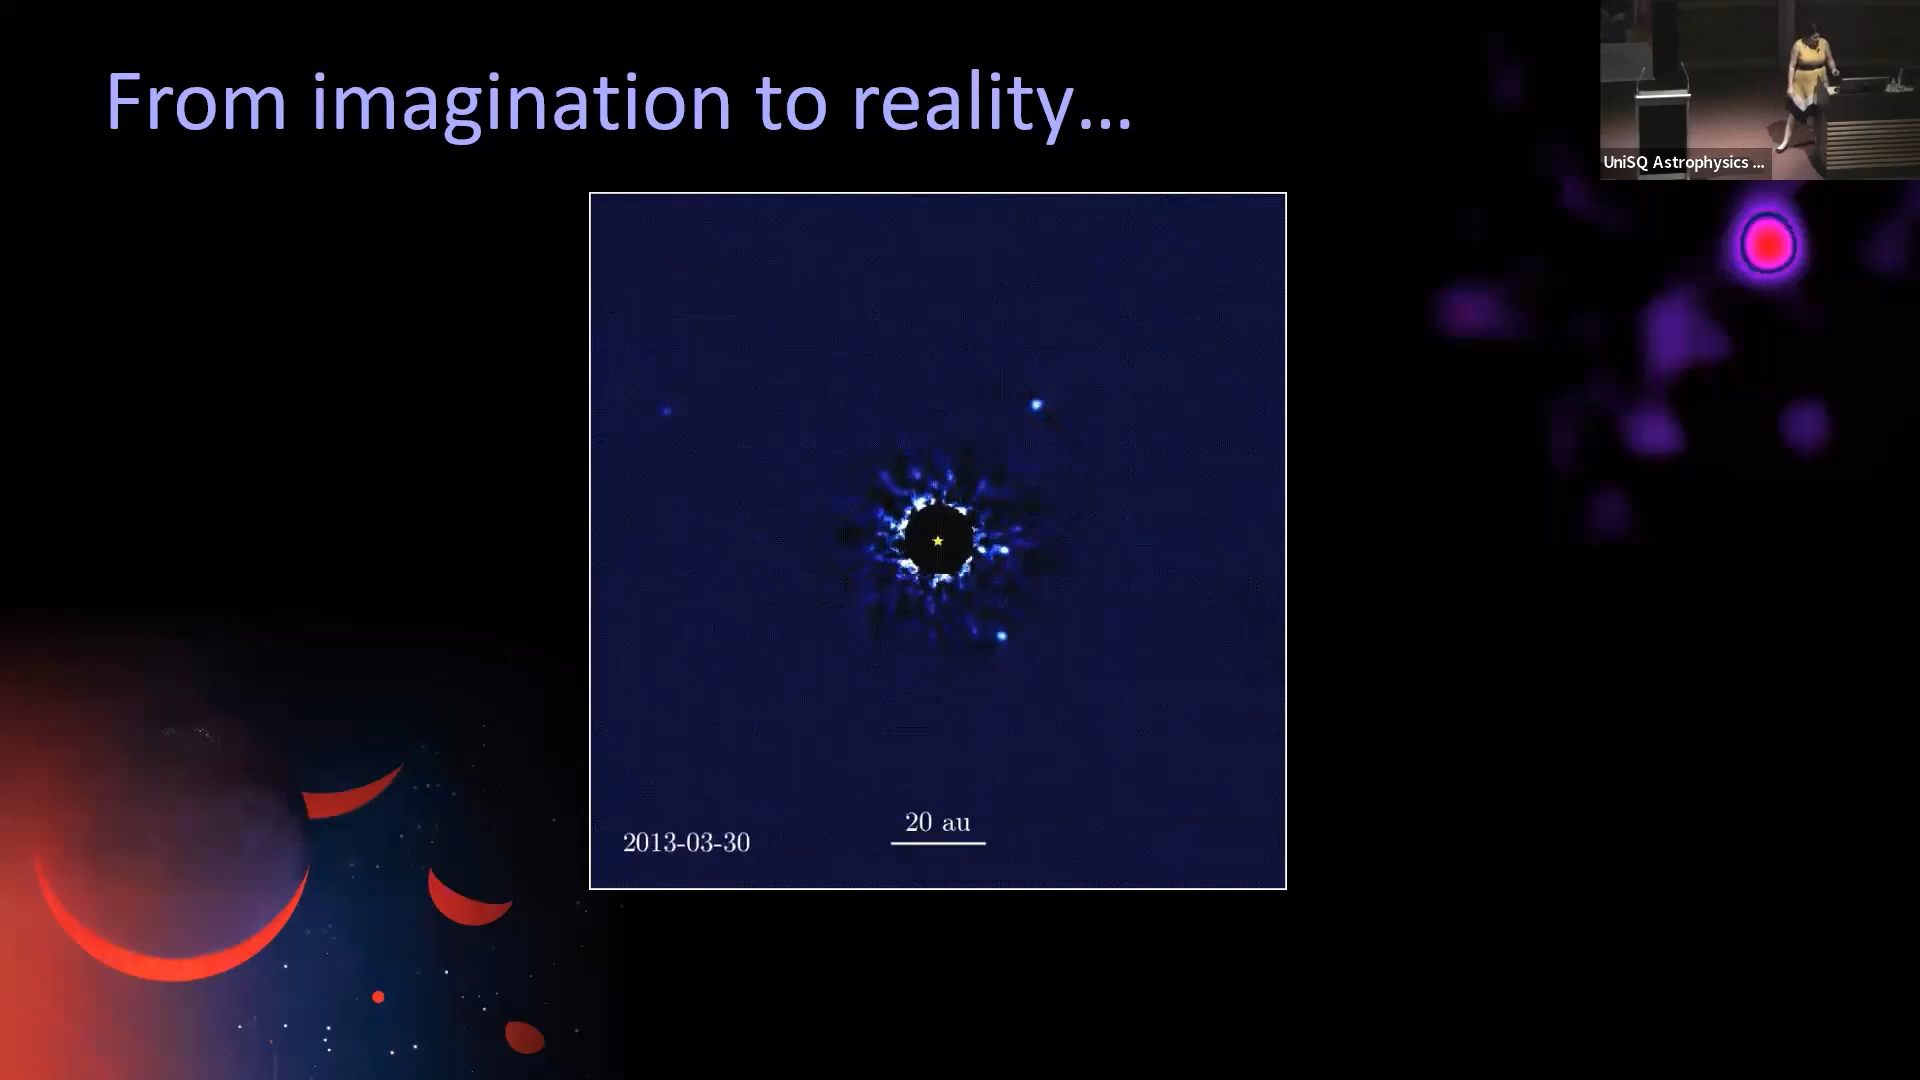 From imagination to reality...
UniSQ Astrophysics ...
20 au
2013-03-30